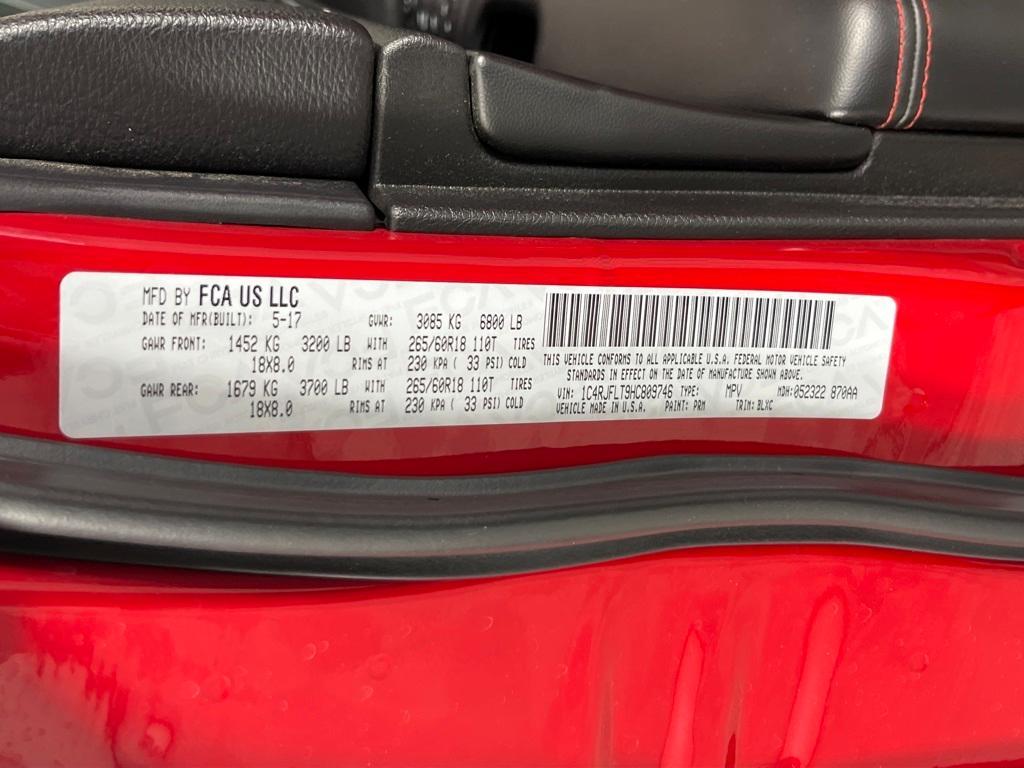 MFD BY FCA US LLC
DATE OF MFR(BUILT): 5-17 GVWR: 3085 KG 6800 LB
GAWR FRONT: 1452 KG 3200 LB WITH 265/60R18 110T TIRES
18X8.0 RIMS AT 230 KPA ( 33 PSI) COLD
GAWR REAR: 1679 KG 3700 LB WITH 265/60R18 110T TIRES
18X8.0 RIMS AT 230 KPA ( 33 PSI) COLD
THIS VEHICLE CONFORMS TO ALL APPLICABLE U.S.A. FEDERAL MOTOR VEHICLE SAFETY
STANDARDS IN EFFECT ON THE DATE OF MANUFACTURE SHOWN ABOVE.
VIN: 1C4RJFLT9HC809746 TYPE: MPV MDH: 052322 870AA
VEHICLE MADE IN U.S.A. PAINT: PRM TRIM: BLXC